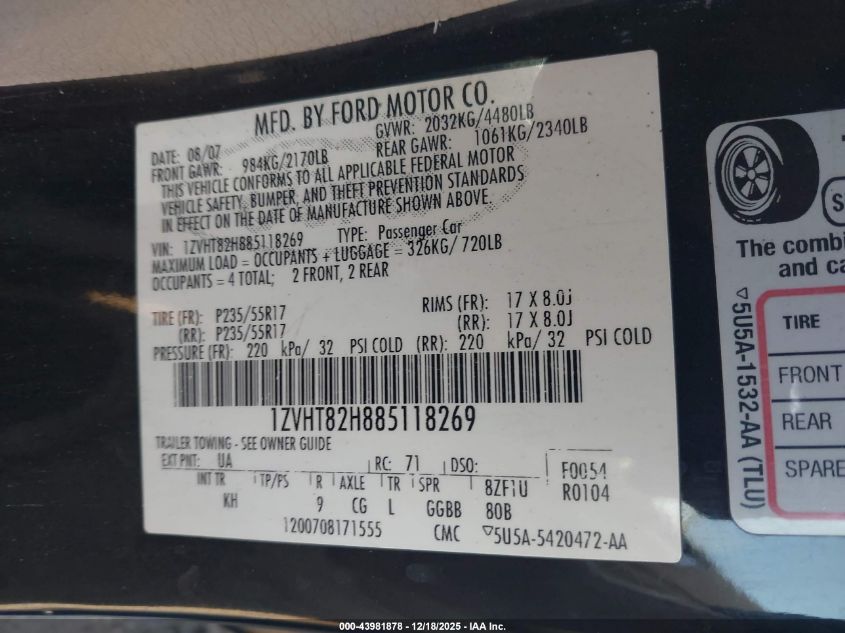 MFD. BY FORD MOTOR CO.
DATE: 08/07 GVWR: 2032KG/4480LB
FRONT GAWR: 984KG/2170LB REAR GAWR: 1061KG/2340LB
THIS VEHICLE CONFORMS TO ALL APPLICABLE FEDERAL MOTOR
VEHICLE SAFETY, BUMPER, AND THEFT PREVENTION STANDARDS
IN EFFECT ON THE DATE OF MANUFACTURE SHOWN ABOVE.
VIN: 1ZVHT82H885118269 TYPE: Passenger Car
MAXIMUM LOAD = OCCUPANTS + LUGGAGE = 326KG/ 720LB
OCCUPANTS = 4 TOTAL; 2 FRONT, 2 REAR
TIRE (FR): P235/55R17 RIMS (FR): 17 X 8.0J
(RR): P235/55R17 (RR): 17 X 8.0J
PRESSURE (FR): 220 kPa/ 32 PSI COLD (RR): 220 kPa/ 32 PSI COLD
1ZVHT82H885118269
TRAILER TOWING - SEE OWNER GUIDE
EXT PNT: UA RC: 71 DSO: F0054
INT TR TP/PS R AXLE TR SPR 8ZF1U R0104
KH 9 CG L GGBB 80B
1200708171555 CMC ▽5U5A-5420472-AA
The combi
and ca
▽5U5A-1532-AA (TLU)
TIRE
FRONT
REAR
SPARE
000-43981878 - 12/18/2025 - IAA Inc.